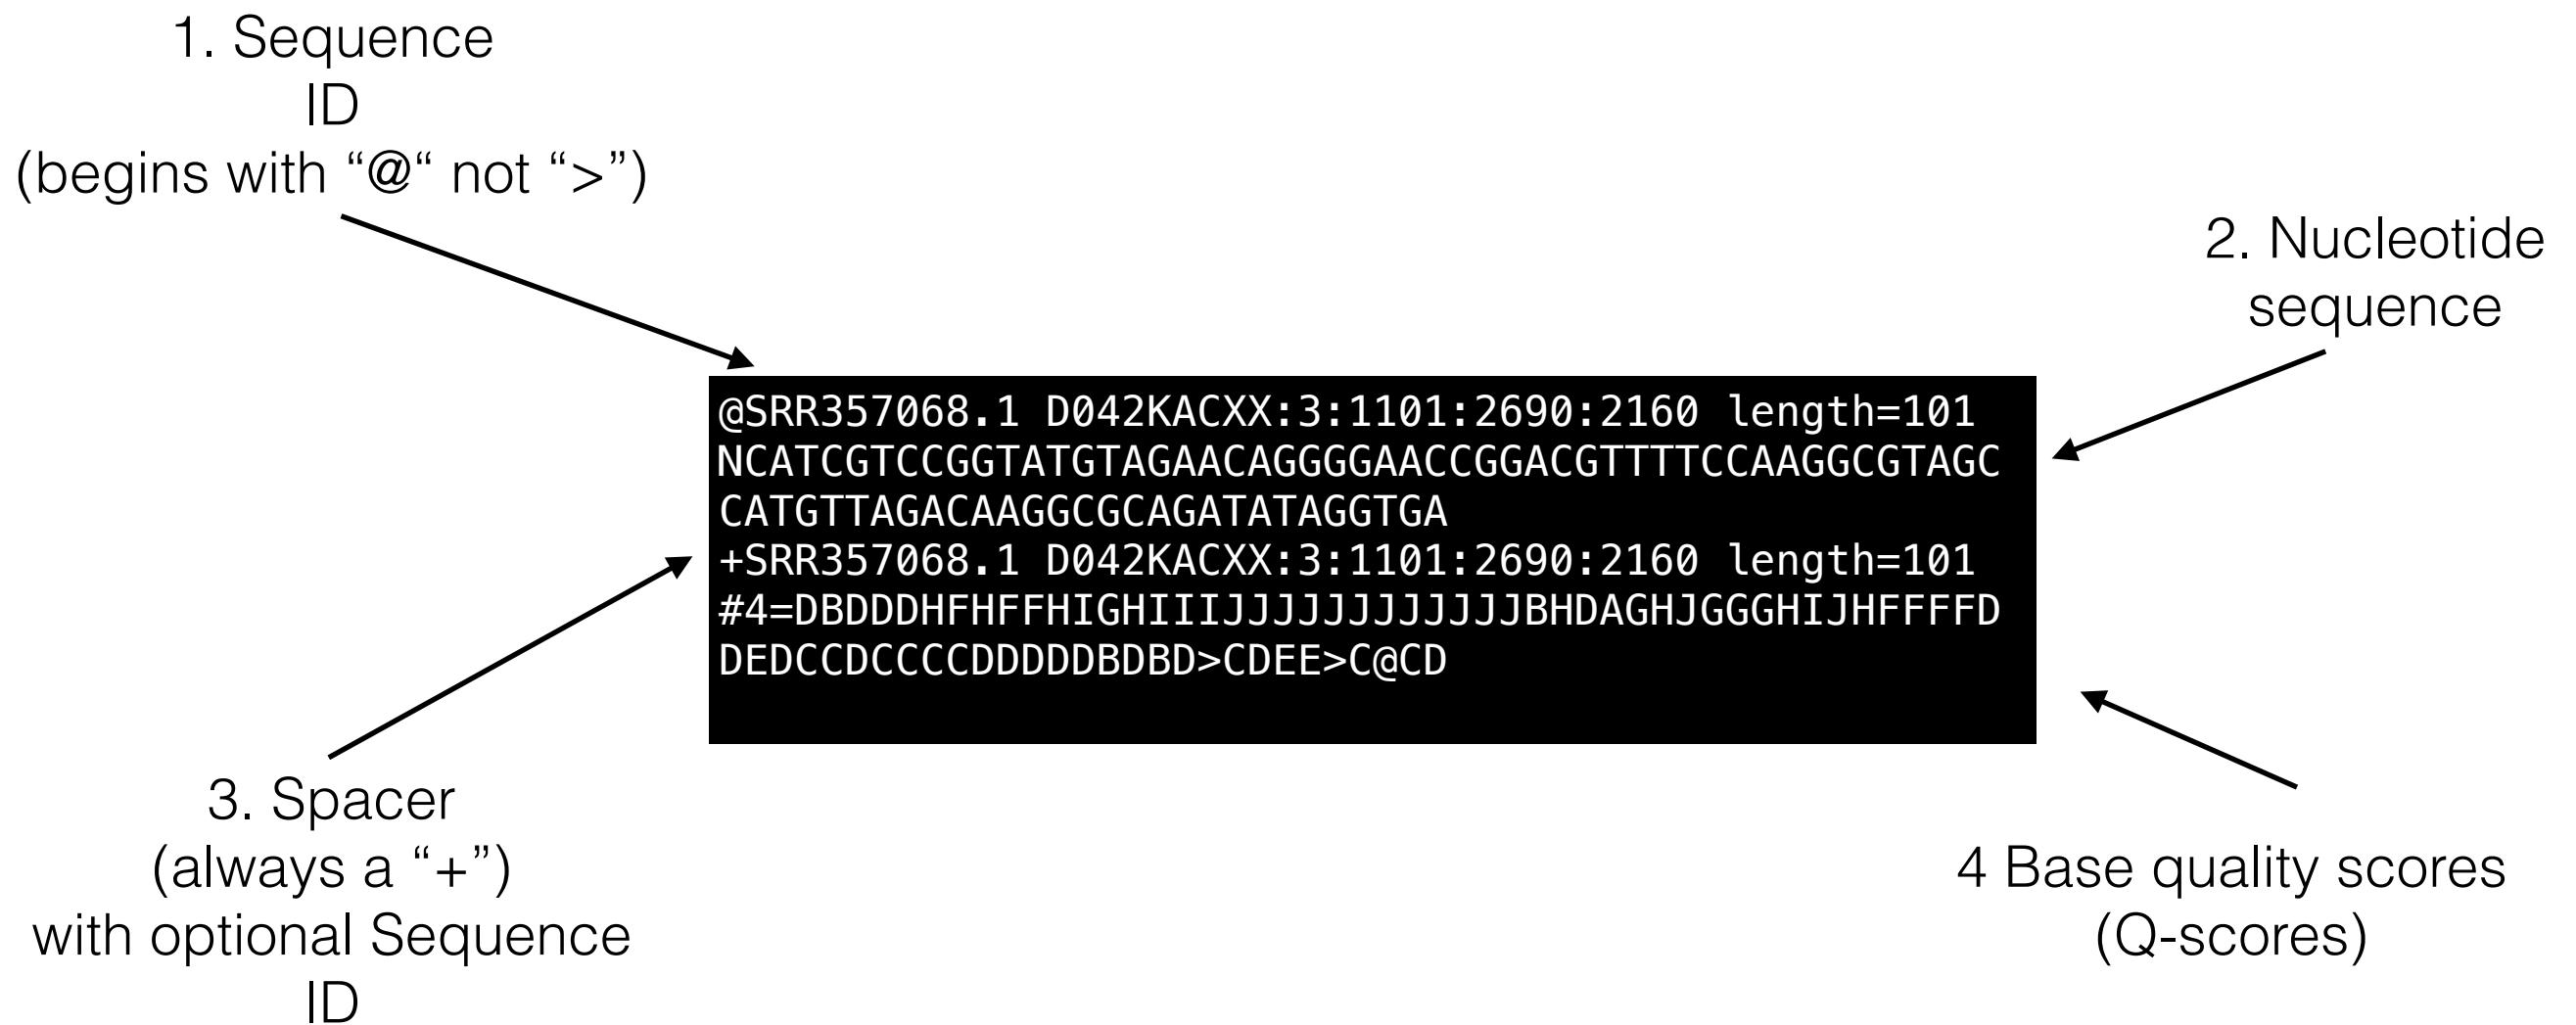 1. Sequence
ID
(begins with “@“ not “>”)
2. Nucleotide
sequence
@SRR357068.1 D042KACXX:3:1101:2690:2160 length=101
NCATCGTCCGGTATGTAGAACAGGGGAACCGGACGTTTTCCAAGGCGTAGC
CATGTTAGACAAGGCGCAGATATAGGTGA
+SRR357068.1 D042KACXX:3:1101:2690:2160 length=101
#4=DBDDDHFHFFHIGHIIIJJJJJJJJJJJJBHDAGHJGGGHIJHFFFFD
DEDCCDCCCCDDDDDBDBD>CDEE>C@CD
3. Spacer
(always a “+”)
with optional Sequence
ID
4 Base quality scores
(Q-scores)